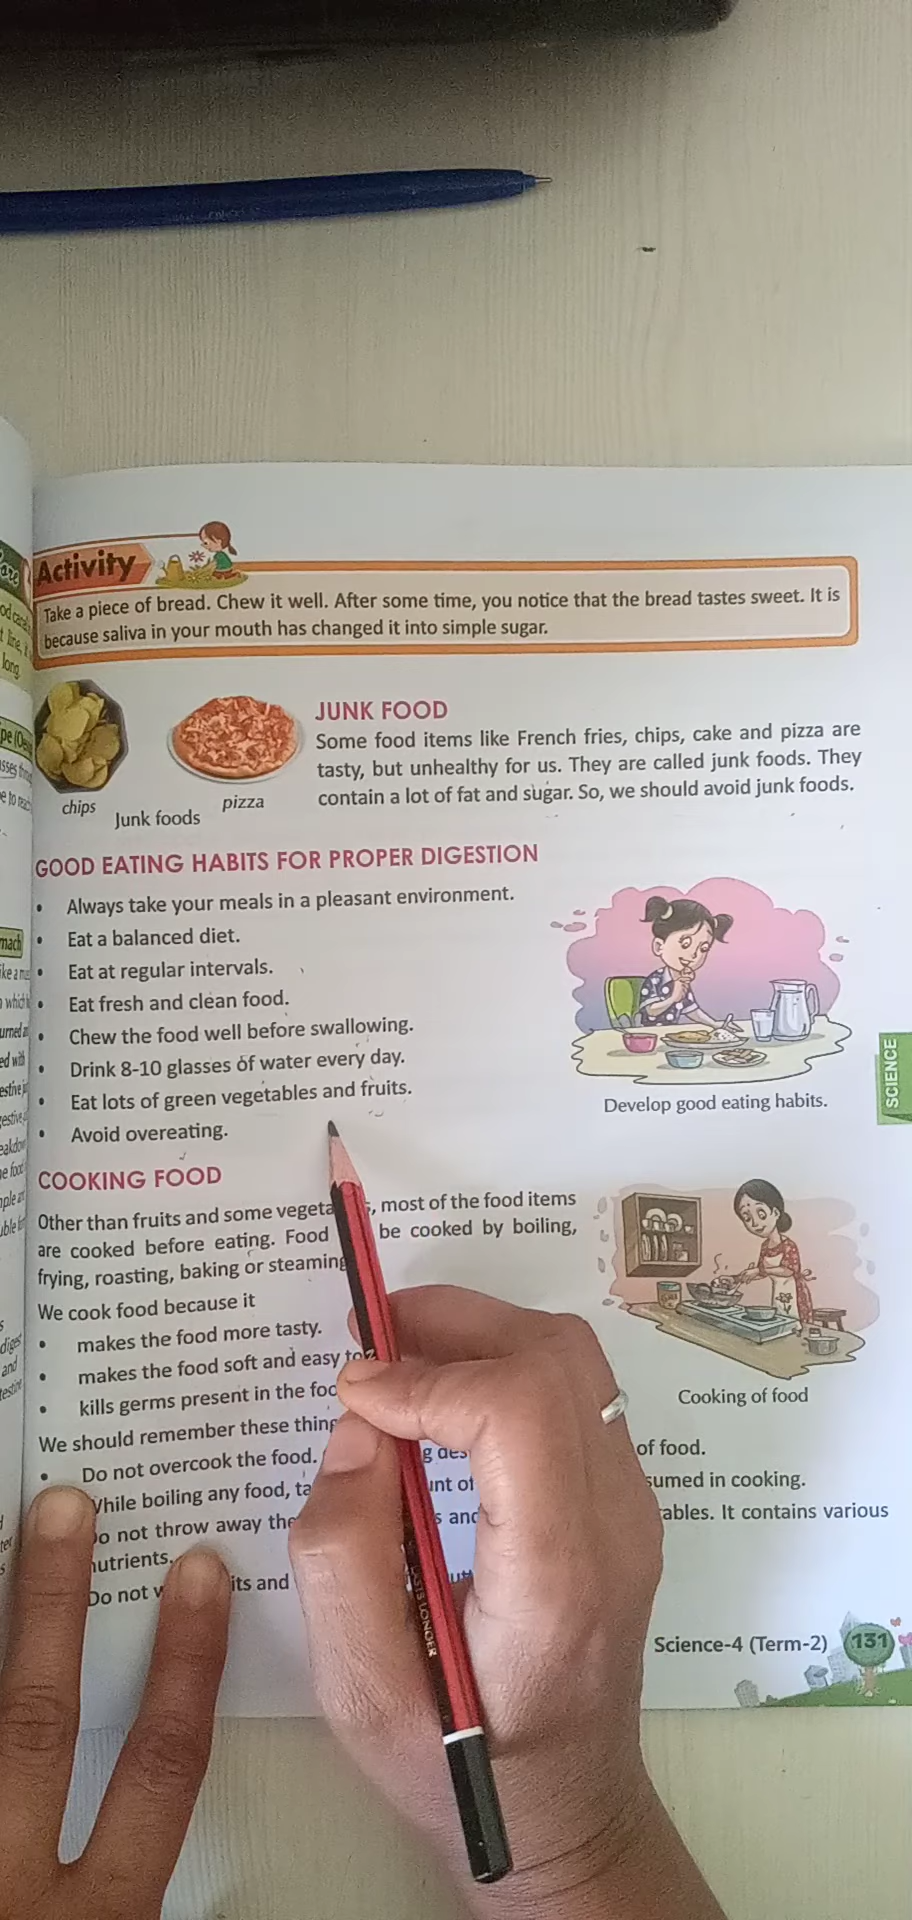 Activity
Take a piece of bread. Chew it well. After some time, you notice that the bread tastes sweet. It is
because saliva in your mouth has changed it into simple sugar.
JUNK FOOD
Some food items like French fries, chips, cake and pizza are
tasty, but unhealthy for us. They are called junk foods. They
contain a lot of fat and sugar. So, we should avoid junk foods.
chips
pizza
Junk foods
GOOD EATING HABITS FOR PROPER DIGESTION
• Always take your meals in a pleasant environment.
• Eat a balanced diet.
• Eat at regular intervals.
• Eat fresh and clean food.
• Chew the food well before swallowing.
• Drink 8-10 glasses of water every day.
• Eat lots of green vegetables and fruits.
• Avoid overeating.
Develop good eating habits.
SCIENCE
COOKING FOOD
Other than fruits and some most of the food items
are cooked before eating. Food be cooked by boiling,
frying, roasting, baking or steaming
We cook food because it
• makes the food more tasty.
• makes the food soft and easy to
• kills germs present in the
Cooking of food
We should remember these
• Do not overcook the food. of food.
While boiling any food, sumed in cooking.
Do not throw away the ables. It contains various
nutrients.
Do not its and
Science-4 (Term-2) 131
LASTS LONGER